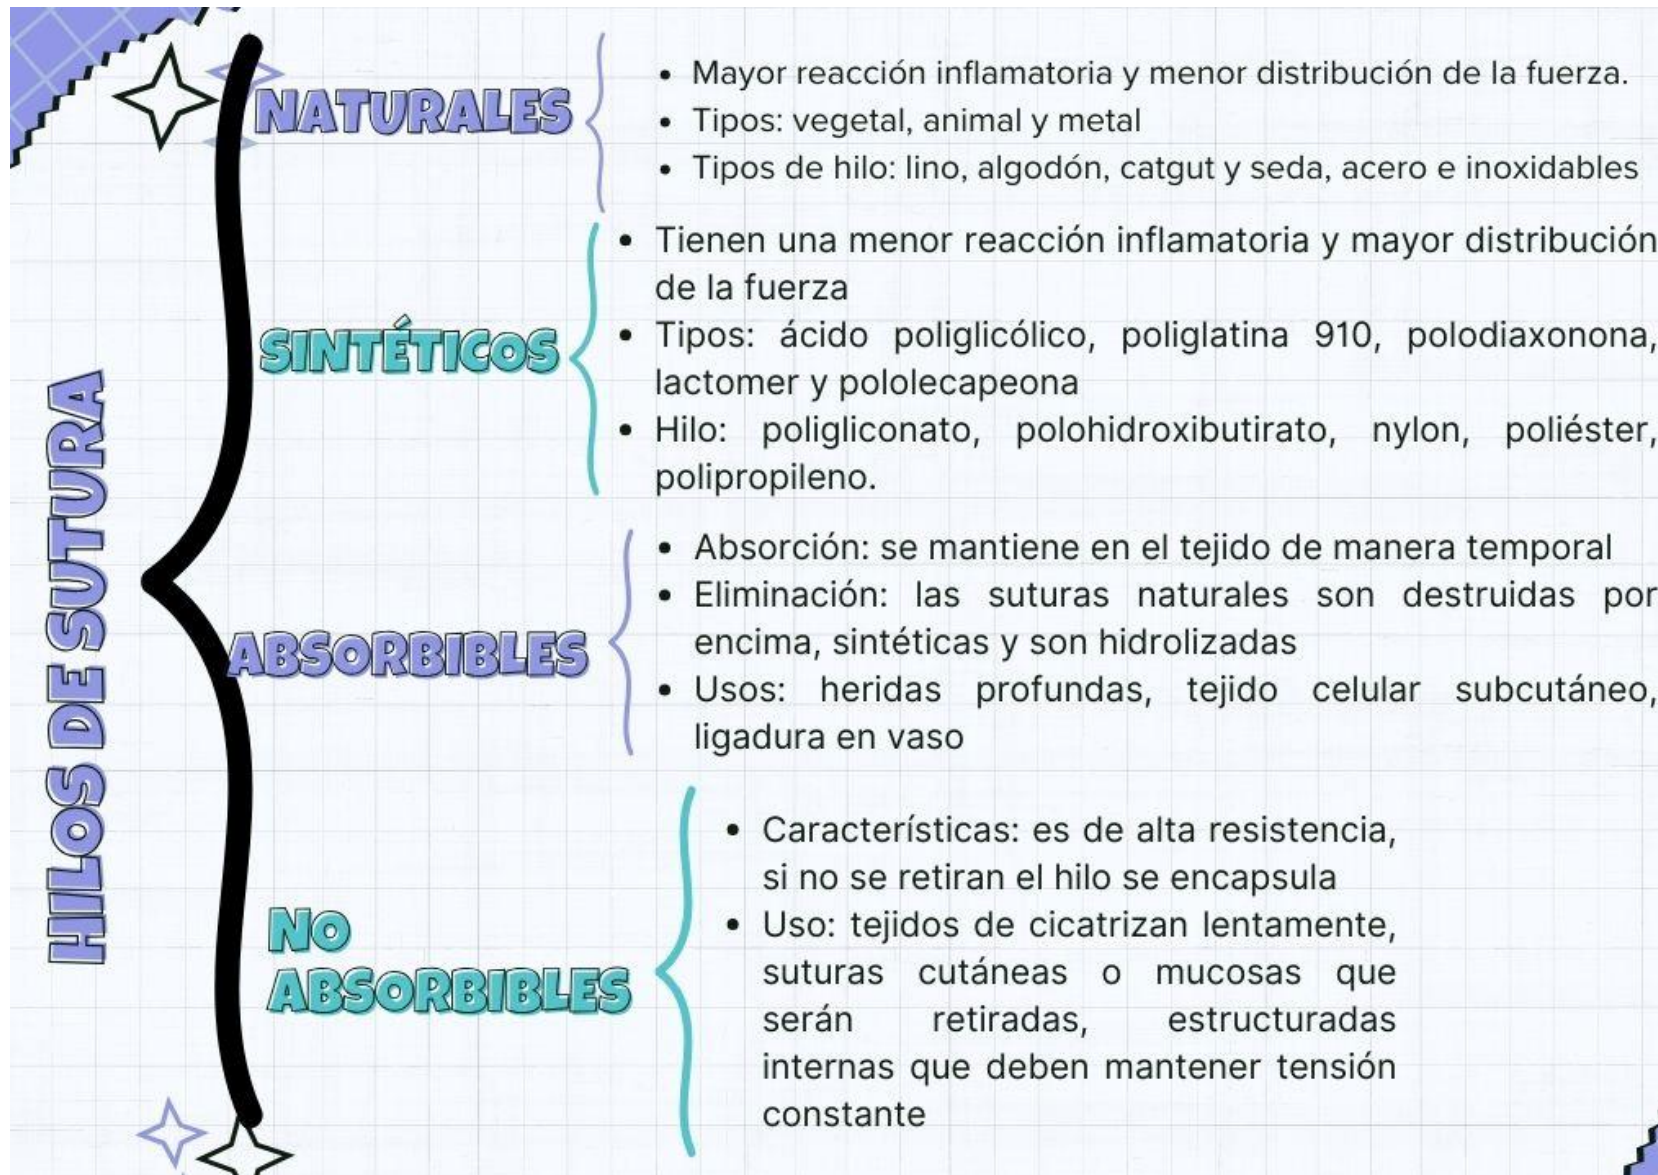 HILOS DE SUTURA
NATURALES
• Mayor reacción inflamatoria y menor distribución de la fuerza.
• Tipos: vegetal, animal y metal
• Tipos de hilo: lino, algodón, catgut y seda, acero e inoxidables
SINTÉTICOS
• Tienen una menor reacción inflamatoria y mayor distribución
de la fuerza
• Tipos: ácido poliglicólico, poliglatina 910, polodiaxonona,
lactomer y pololecapeona
• Hilo: poligliconato, polohidroxibutirato, nylon, poliéster,
polipropileno.
ABSORBIBLES
• Absorción: se mantiene en el tejido de manera temporal
• Eliminación: las suturas naturales son destruidas por
encima, sintéticas y son hidrolizadas
• Usos: heridas profundas, tejido celular subcutáneo,
ligadura en vaso
NO
ABSORBIBLES
• Características: es de alta resistencia,
si no se retiran el hilo se encapsula
• Uso: tejidos de cicatrizan lentamente,
suturas cutáneas o mucosas que
serán retiradas, estructuradas
internas que deben mantener tensión
constante